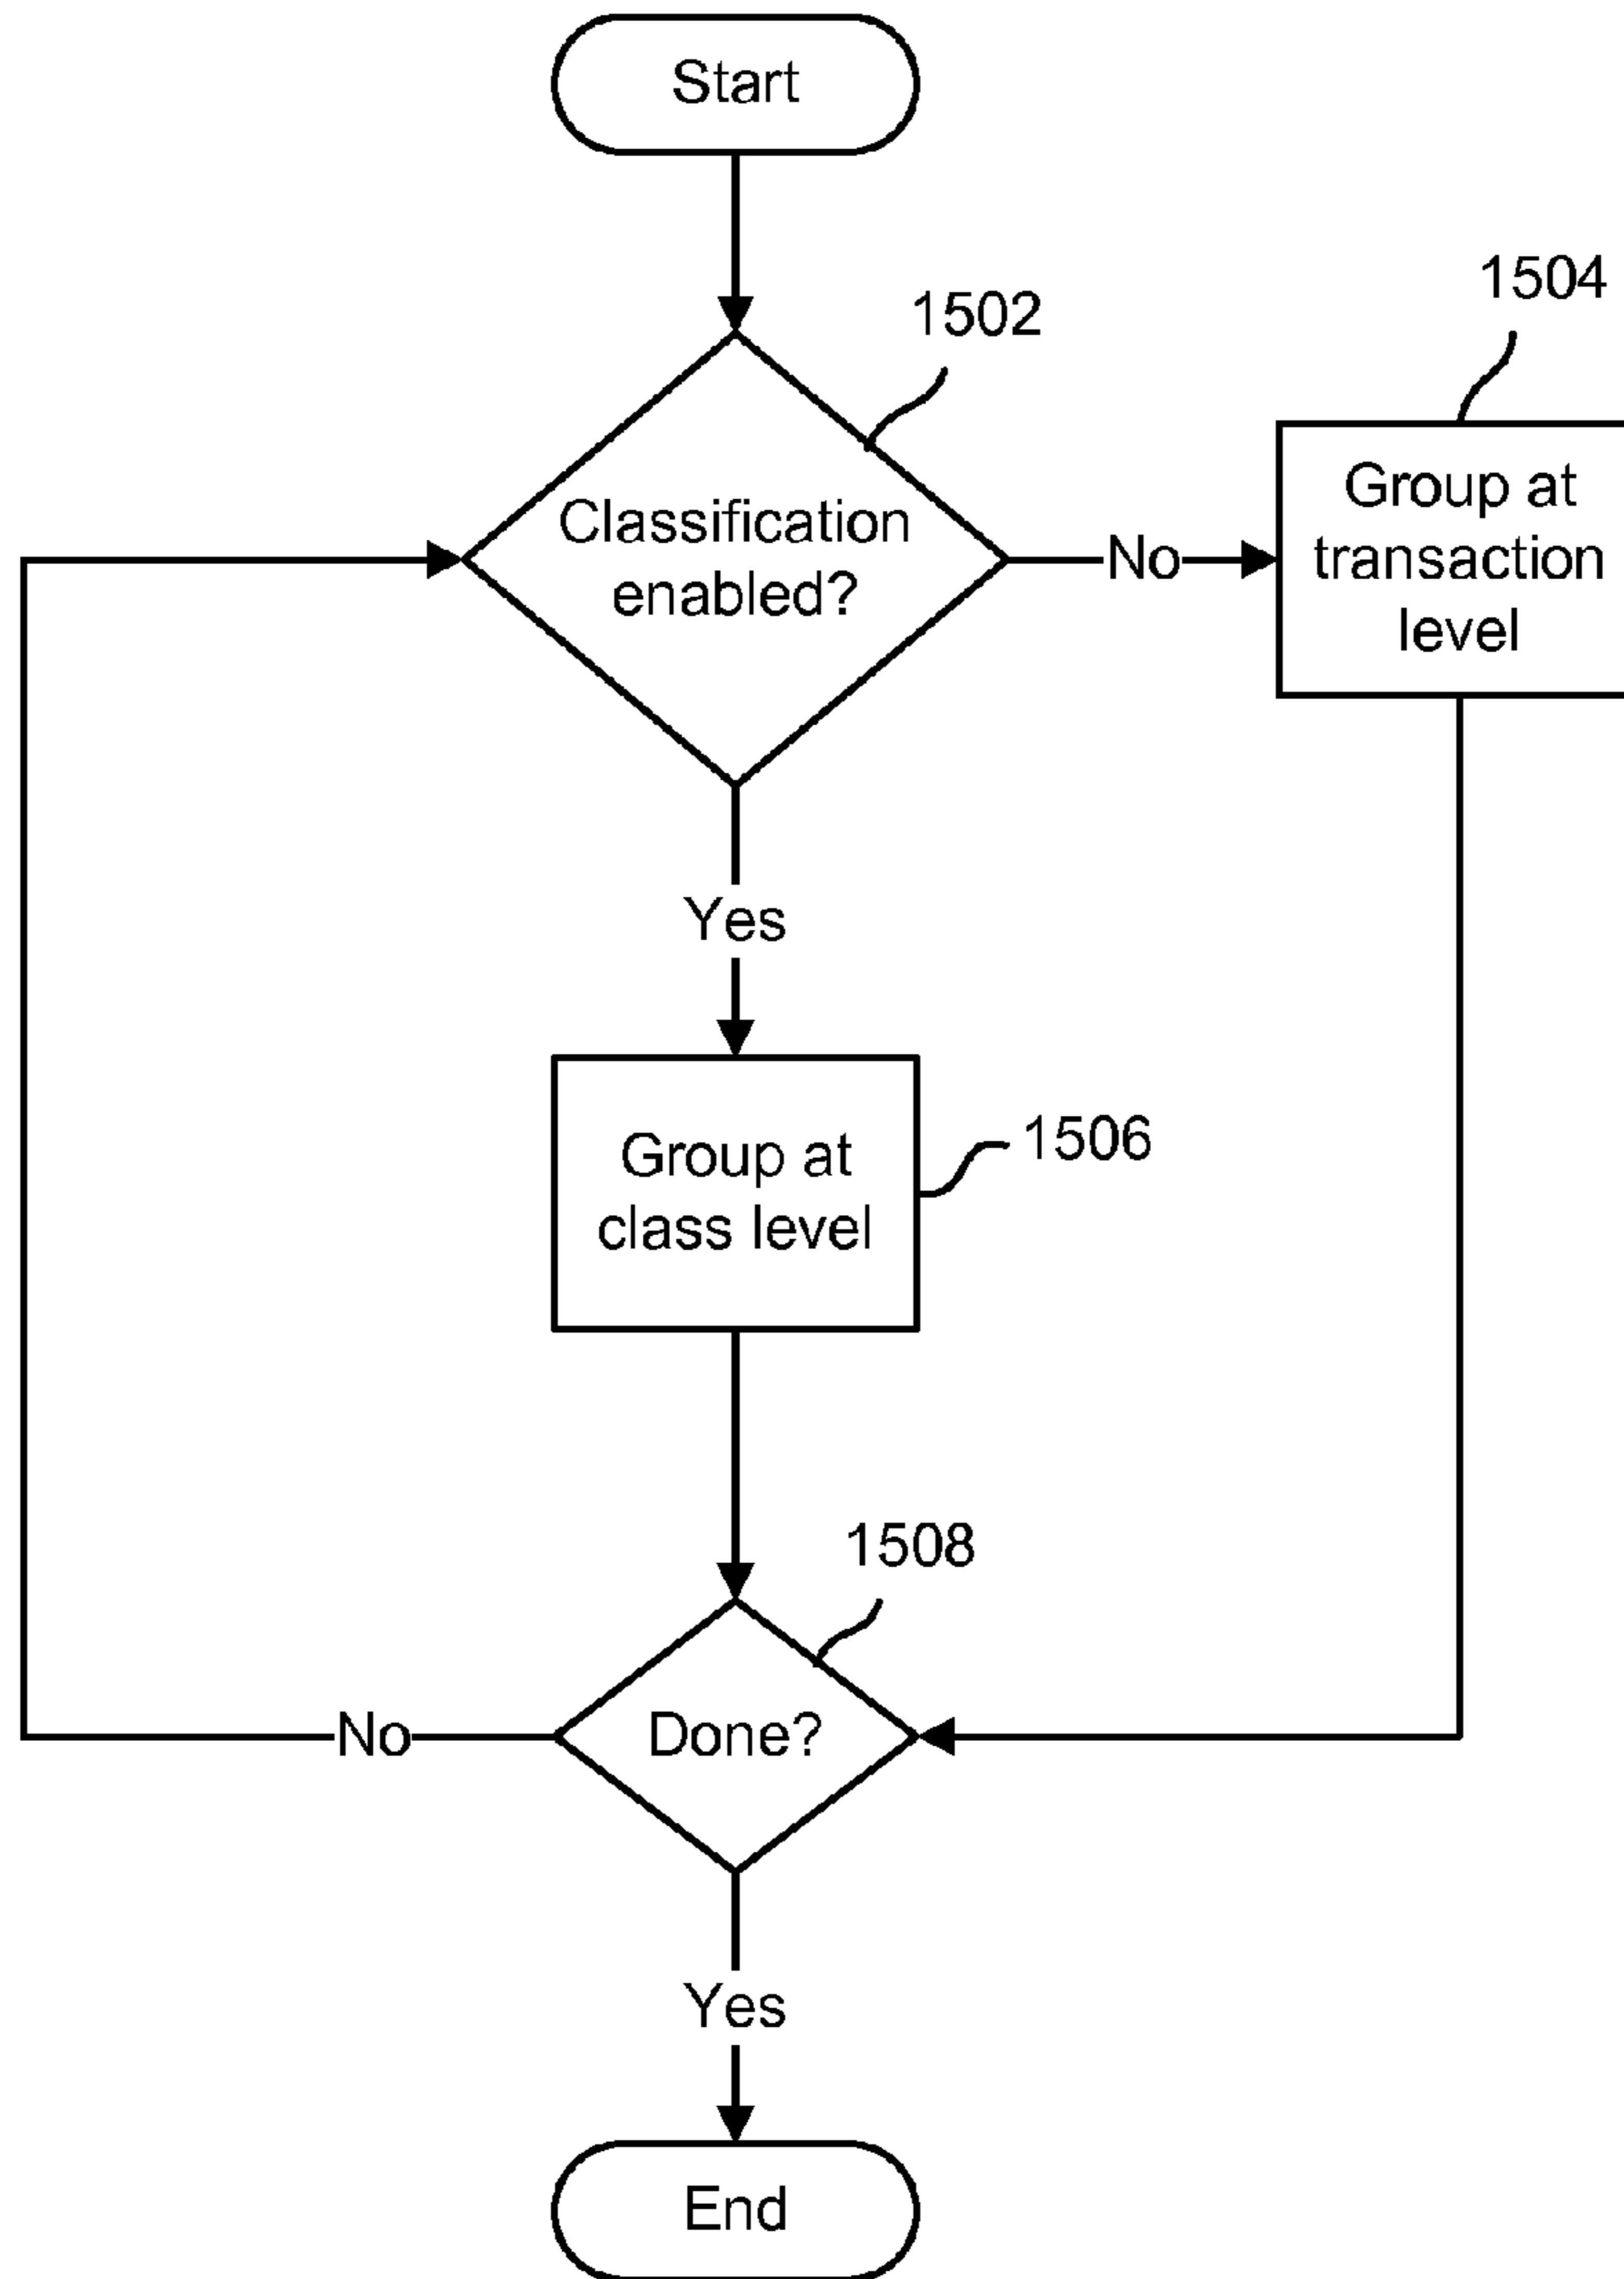 Start
1502
1504
Classification
enabled?
No
Group at
transaction
level
Yes
Group at
class level
1506
1508
No
Done?
Yes
End